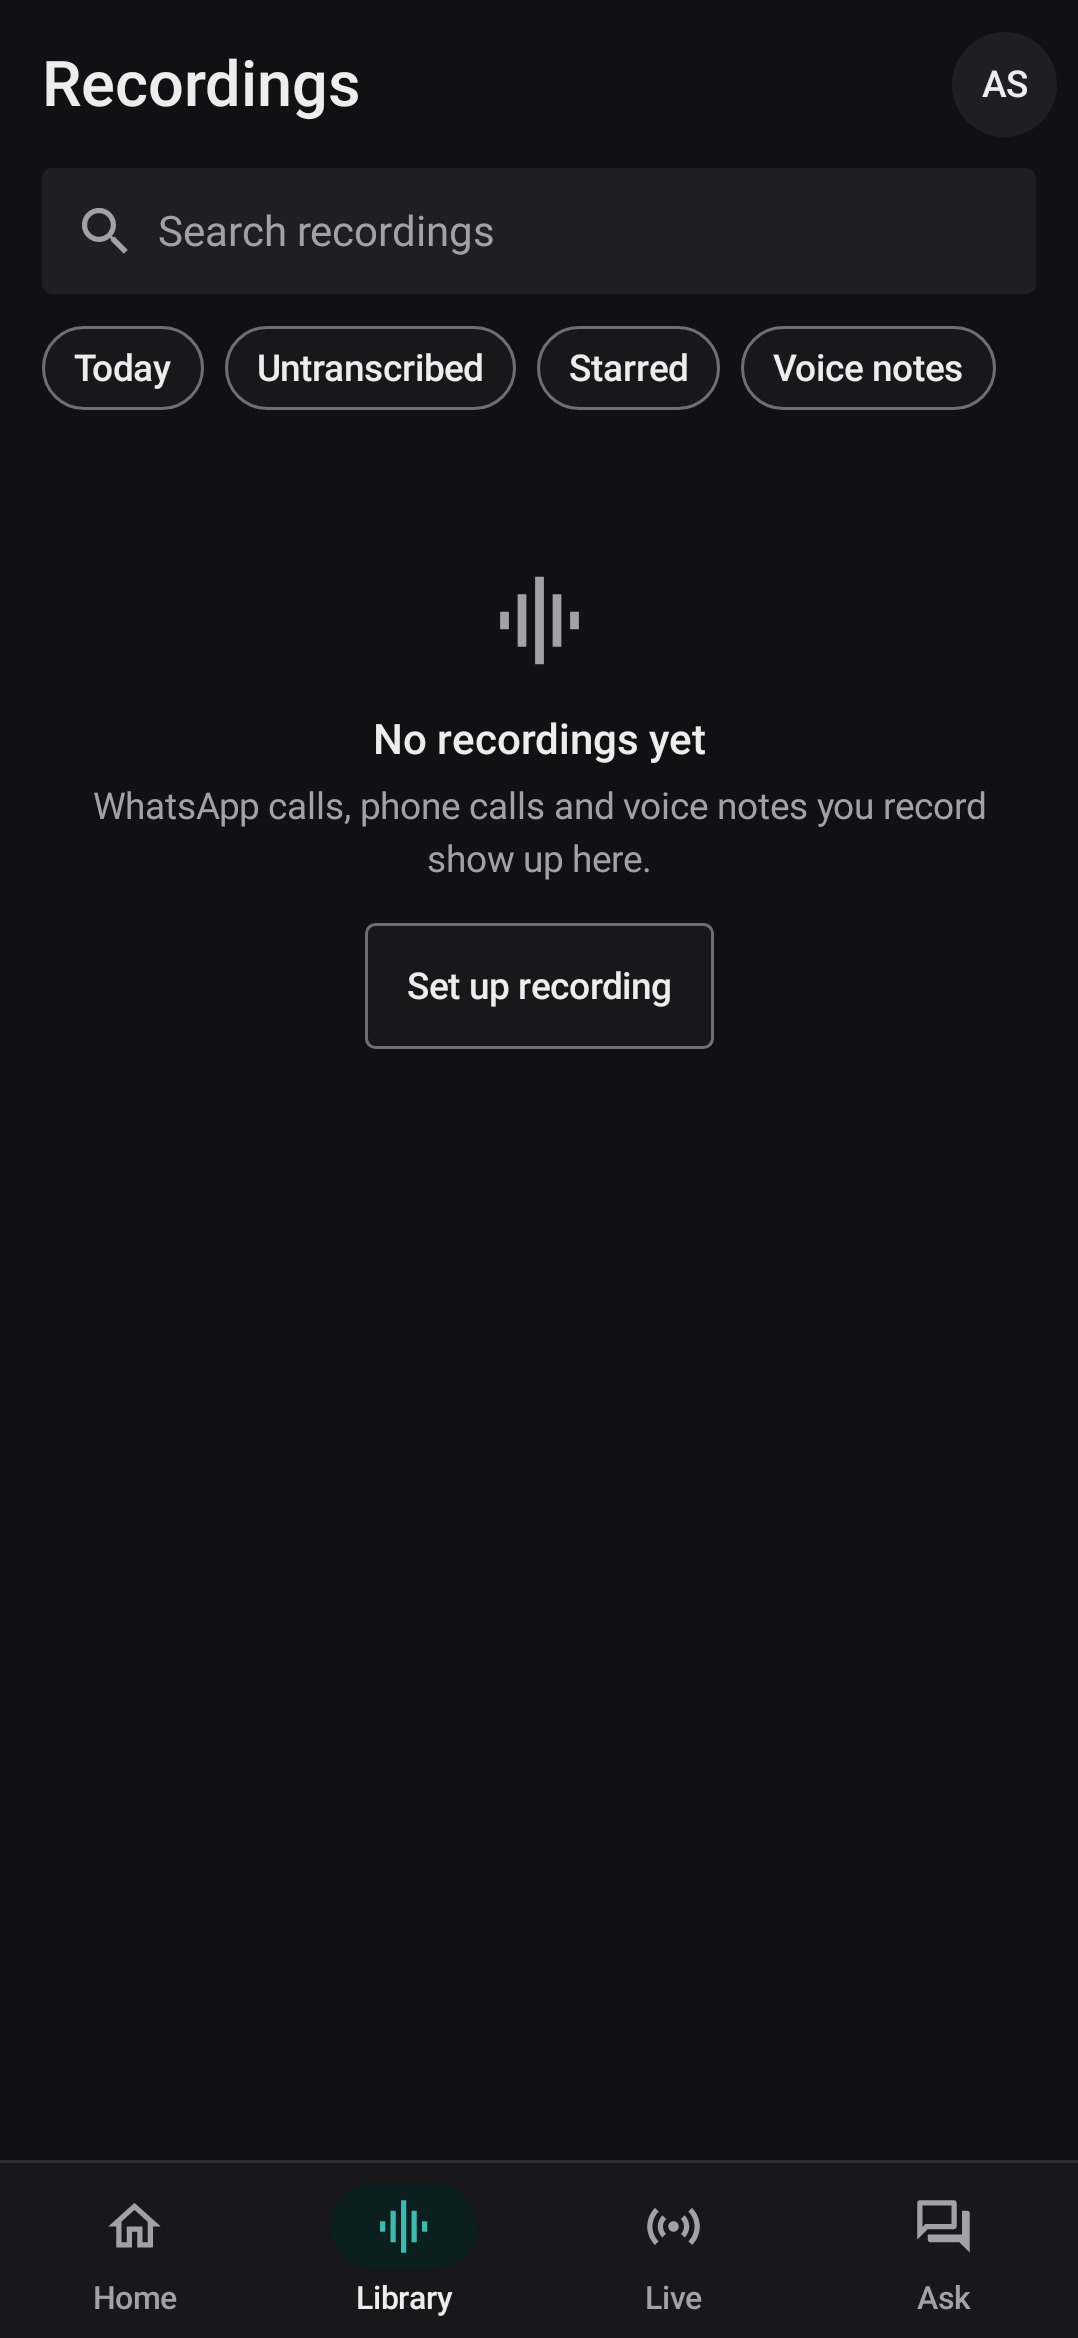 Recordings
AS
Search recordings
Today
Untranscribed
Starred
Voice notes
No recordings yet
WhatsApp calls, phone calls and voice notes you record
show up here.
Set up recording
Home
Library
Live
Ask